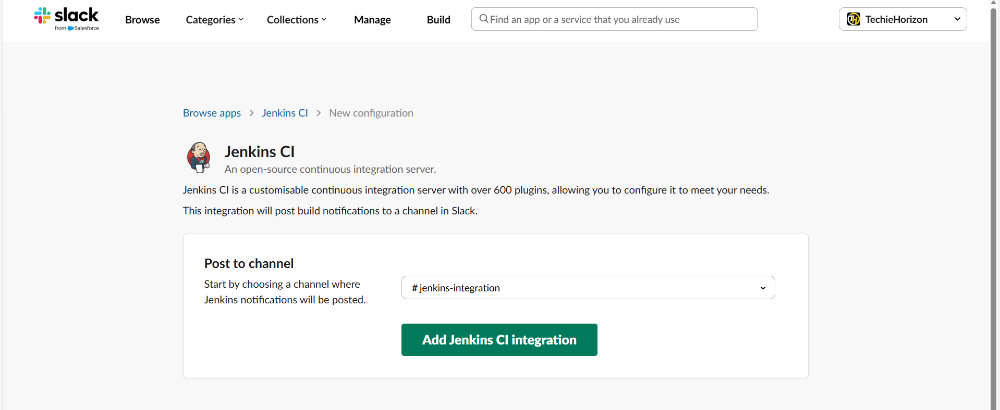 slack
from Salesforce
Browse
Categories
Collections
Manage
Build
Find an app or a service that you already use
TH
TechieHorizon
Browse apps > Jenkins CI > New configuration
Jenkins CI
An open-source continuous integration server.
Jenkins CI is a customisable continuous integration server with over 600 plugins, allowing you to configure it to meet your needs.
This integration will post build notifications to a channel in Slack.
Post to channel
Start by choosing a channel where
Jenkins notifications will be posted.
# jenkins-integration
Add Jenkins CI integration